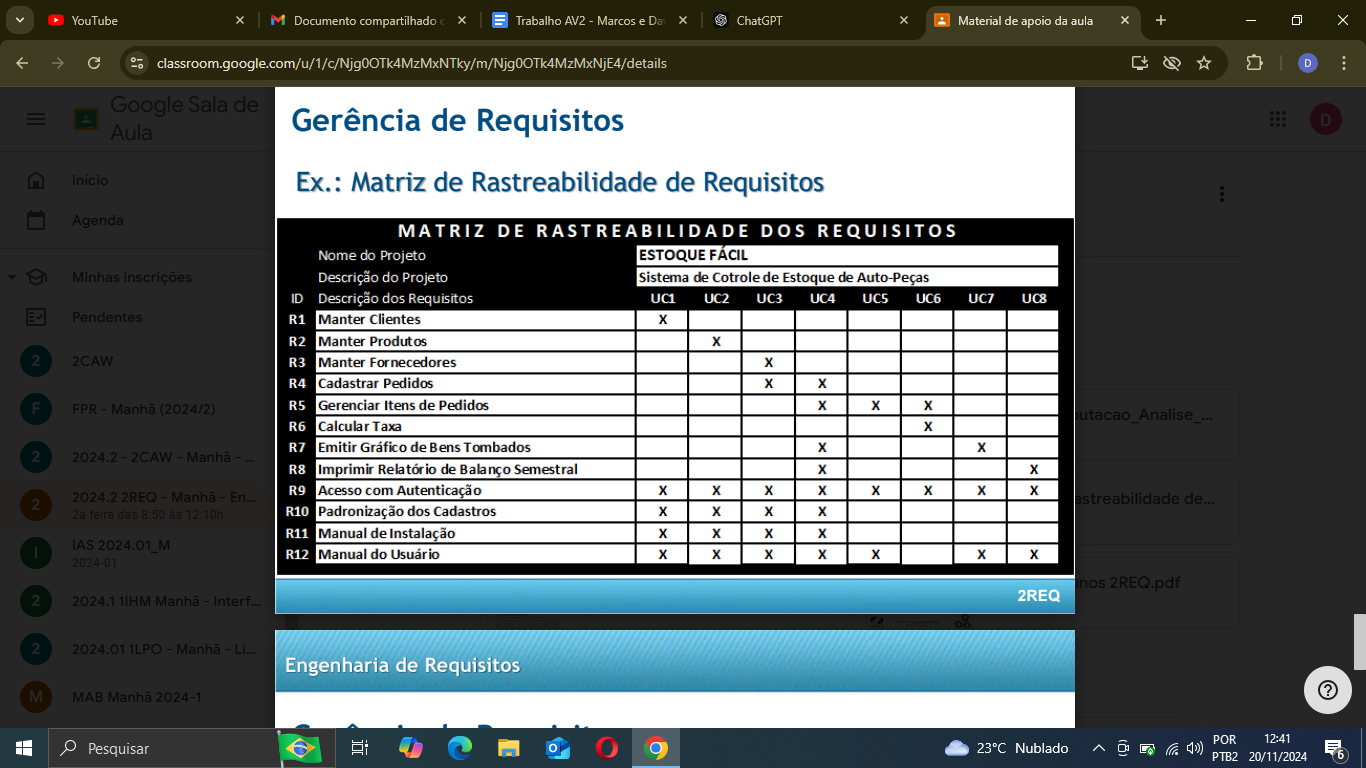 YouTube
Documento compartilhado c
Trabalho AV2 - Marcos e Da
ChatGPT
Material de apoio da aula
classroom.google.com/u/1/c/Njg0OTk4MzMxNTky/m/Njg0OTk4MzMxNjE4/details
Google Sala de
Aula
Início
Agenda
Minhas inscrições
Pendentes
2 2CAW
F FPR - Manhã (2024/2)
2 2024.2 - 2CAW - Manhã - ...
2 2024.2 2REQ - Manhã - En...
2a feira das 8:50 às 12:10h
I IAS 2024.01_M
2024-01
2 2024.1 1IHM Manhã - Interf...
2 2024.01 1LPO - Manhã - Li...
M MAB Manhã 2024-1
D
D
Gerência de Requisitos
Ex.: Matriz de Rastreabilidade de Requisitos
MATRIZ DE RASTREABILIDADE DOS REQUISITOS
Nome do Projeto ESTOQUE FÁCIL
Descrição do Projeto Sistema de Cotrole de Estoque de Auto-Peças
ID Descrição dos Requisitos UC1 UC2 UC3 UC4 UC5 UC6 UC7 UC8
R1 Manter Clientes X
R2 Manter Produtos X
R3 Manter Fornecedores X
R4 Cadastrar Pedidos X X
R5 Gerenciar Itens de Pedidos X X X
R6 Calcular Taxa X
R7 Emitir Gráfico de Bens Tombados X X
R8 Imprimir Relatório de Balanço Semestral X X
R9 Acesso com Autenticação X X X X X X X X
R10 Padronização dos Cadastros X X X X
R11 Manual de Instalação X X X X
R12 Manual do Usuário X X X X X X X
2REQ
Engenharia de Requisitos
Gerência de Requisitos
utacao_Analise_...
astreabilidade de...
nos 2REQ.pdf
Pesquisar
23°C Nublado
POR
PTB2
12:41
20/11/2024
6